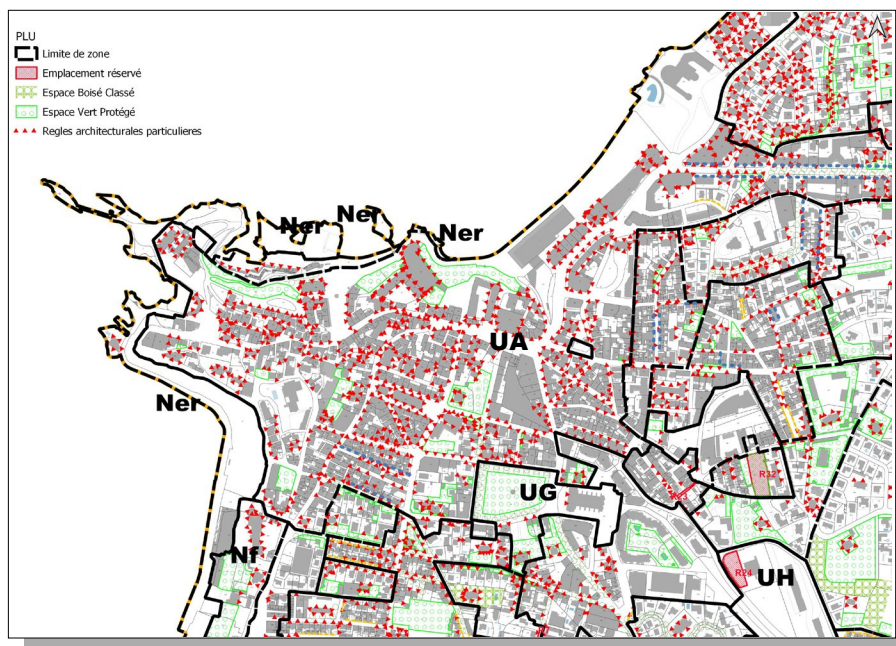 PLU
Limite de zone
Emplacement réservé
Espace Boisé Classé
Espace Vert Protégé
Regles architecturales particulieres
Ner
Ner
Ner
UA
Ner
R32
UG
Nf
R24
UH